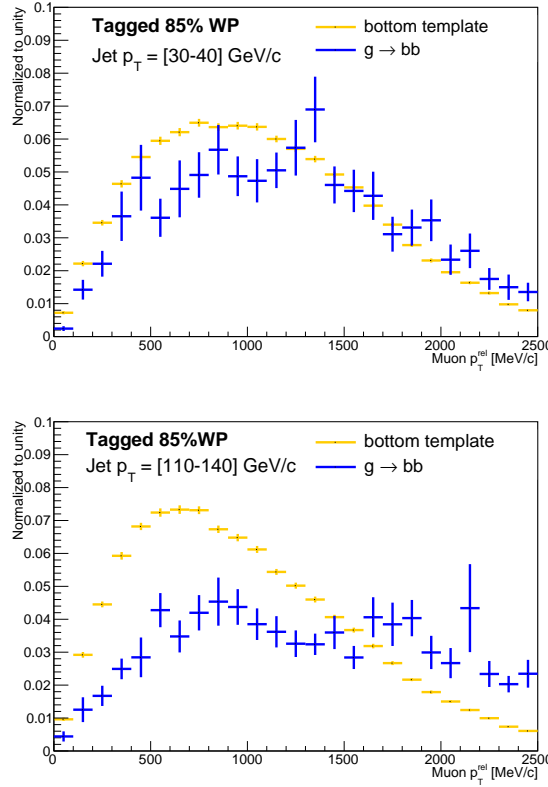 0.1
Tagged 85% WP
bottom template
Jet p_T = [30-40] GeV/c
g → bb
Normalized to unity
0.09
0.08
0.07
0.06
0.05
0.04
0.03
0.02
0.01
0
0 500 1000 1500 2000 2500
Muon p_T^rel [MeV/c]
0.1
Tagged 85%WP
bottom template
Jet p_T = [110-140] GeV/c
g → bb
Normalized to unity
0.09
0.08
0.07
0.06
0.05
0.04
0.03
0.02
0.01
0
0 500 1000 1500 2000 2500
Muon p_T^rel [MeV/c]